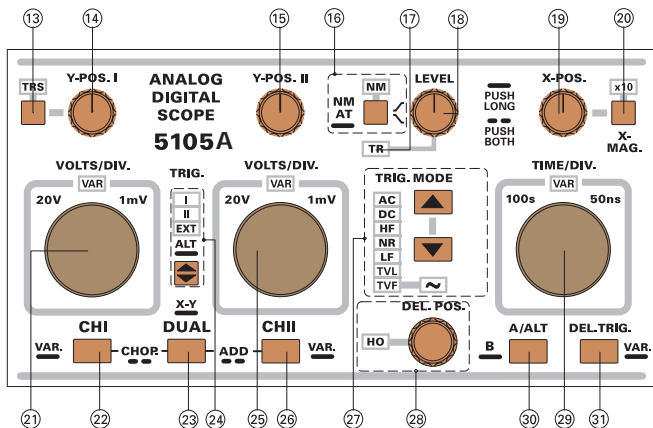 13 14 15 16 17 18 19 20
TRS
Y-POS. I
ANALOG
DIGITAL
SCOPE
5105A
Y-POS. II
NM
AT
NM
LEVEL
TR
PUSH
LONG
PUSH
BOTH
X-POS.
x10
X-
MAG.
VOLTS/DIV.
VAR
20V 1mV
TRIG.
I
II
EXT
ALT
VOLTS/DIV.
VAR
20V 1mV
TRIG. MODE
AC
DC
HF
NR
LF
TVL
TVF
~
TIME/DIV.
VAR
100s 50ns
X-Y
VAR.
CHI
CHOP.
DUAL
ADD
CHII
VAR.
DEL. POS.
HO
B
A/ALT
DEL.TRIG.
VAR.
21 22 23 24 25 26 27 28 30 29 31